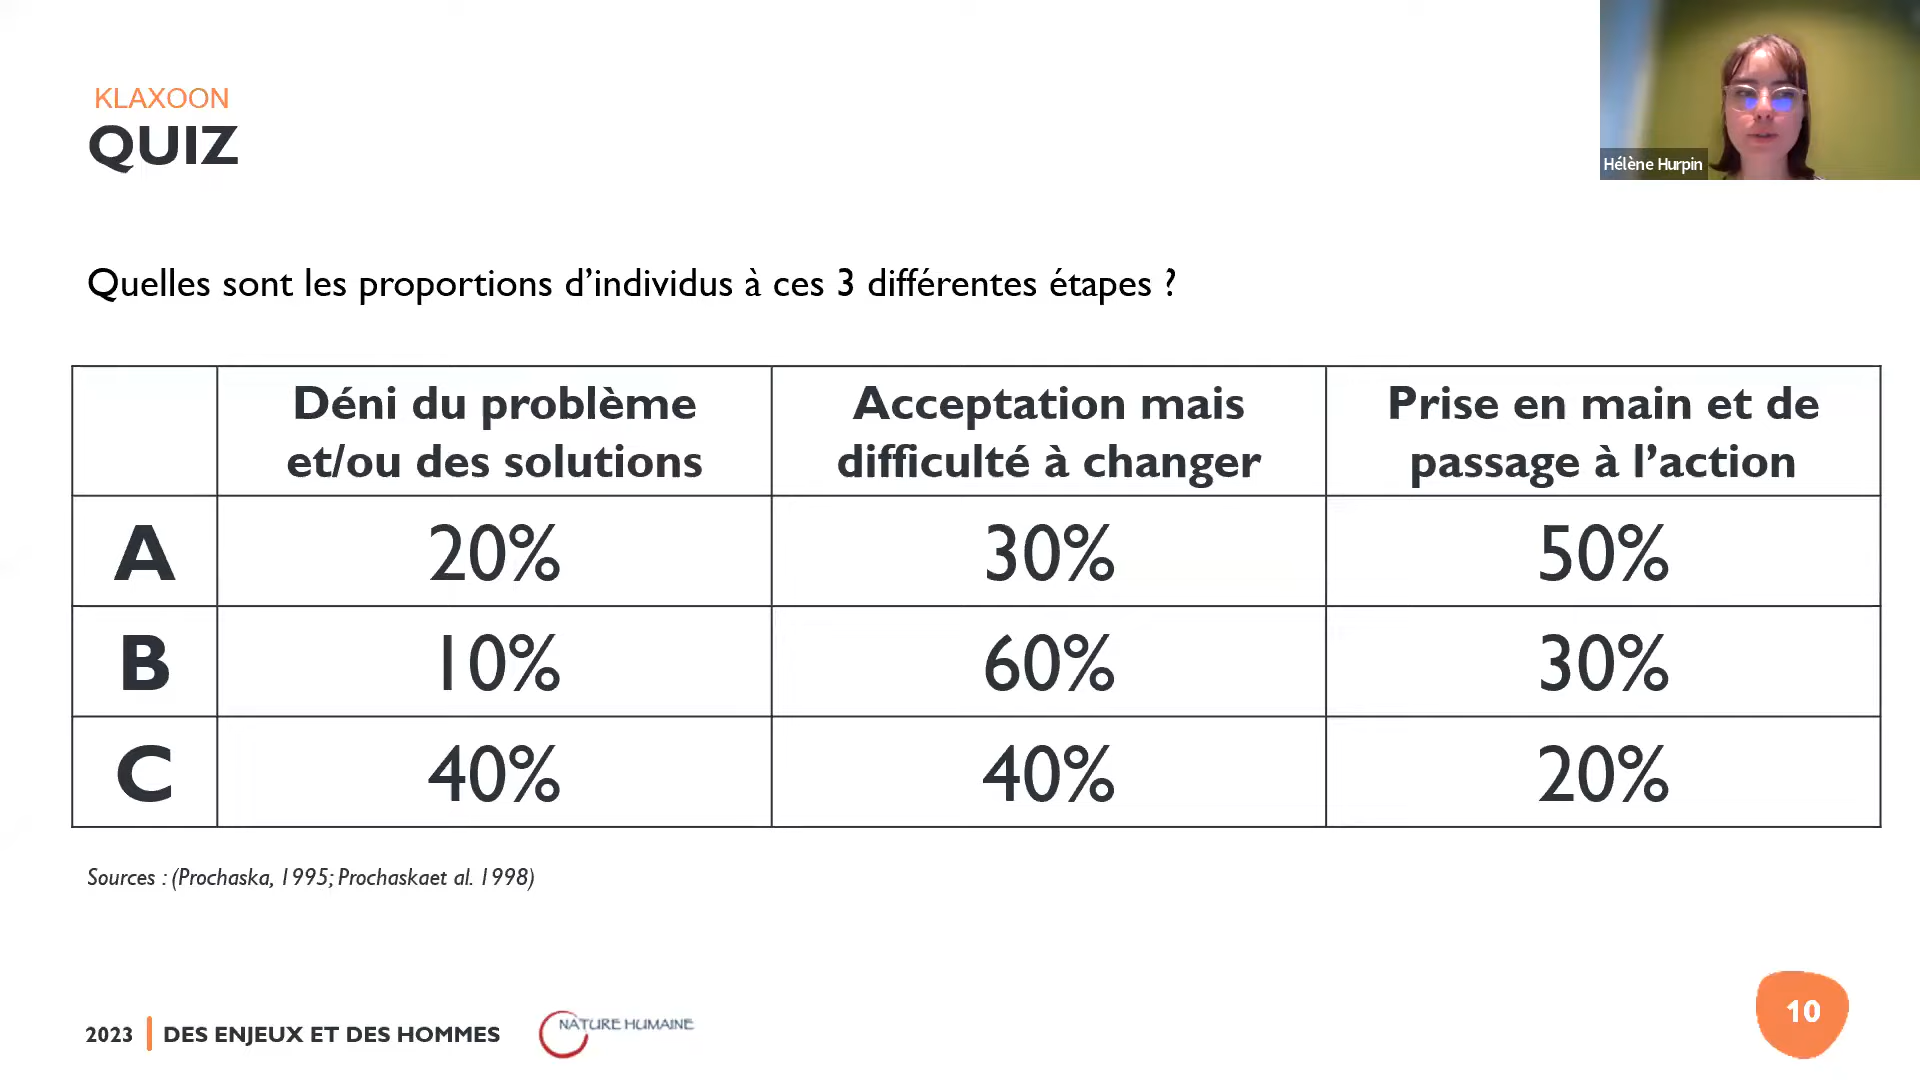 KLAXOON
QUIZ
Hélène Hurpin
Quelles sont les proportions d’individus à ces 3 différentes étapes ?
Déni du problème
et/ou des solutions
Acceptation mais
difficulté à changer
Prise en main et de
passage à l’action
A 20% 30% 50%
B 10% 60% 30%
C 40% 40% 20%
Sources : (Prochaska, 1995; Prochaskaet al. 1998)
2023 | DES ENJEUX ET DES HOMMES
NATURE HUMAINE
10